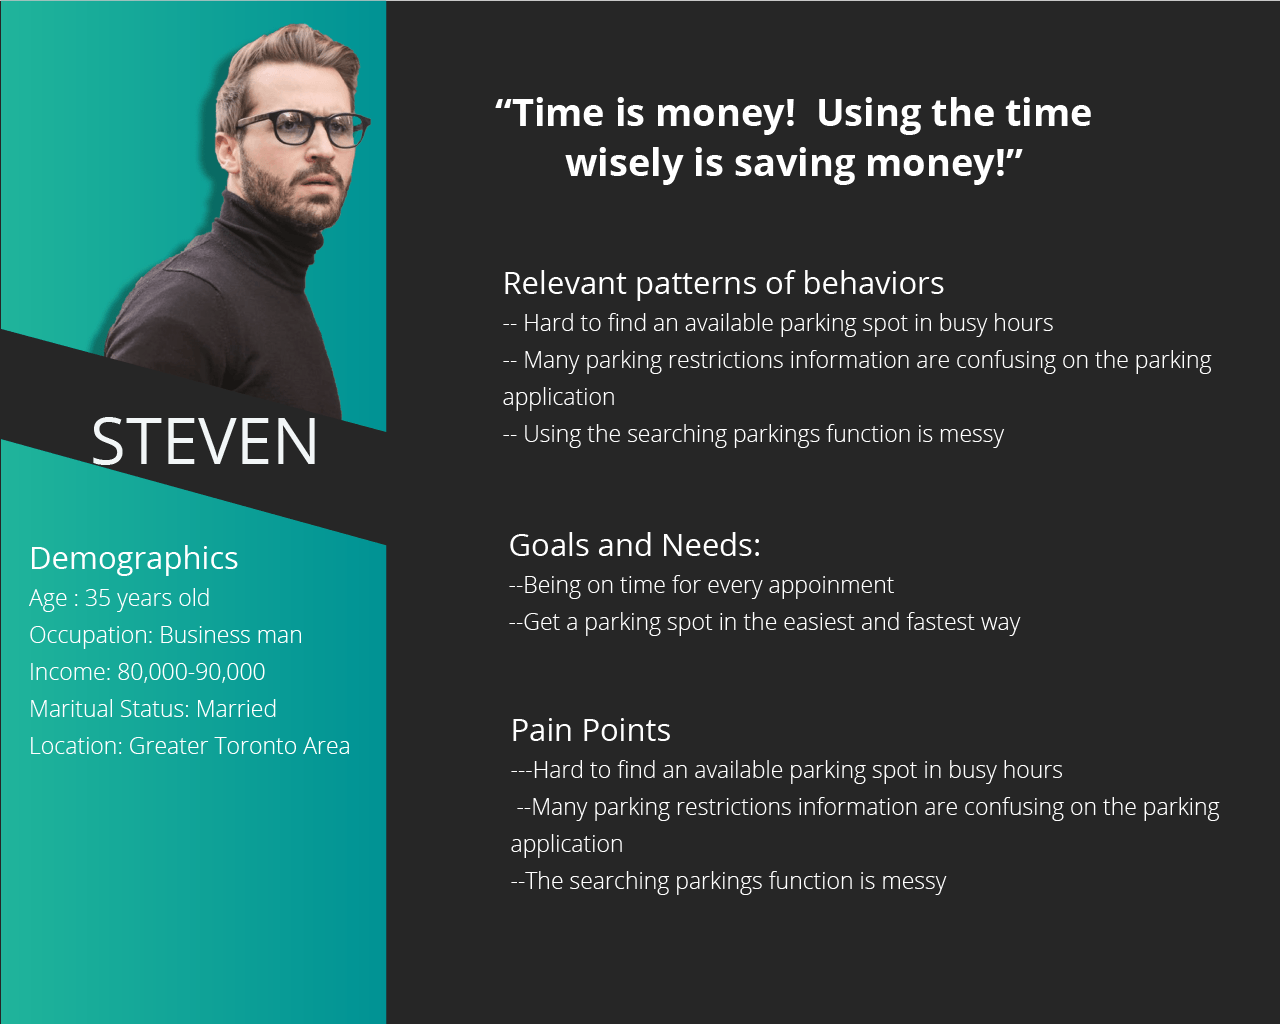 “Time is money!  Using the time
wisely is saving money!”
Relevant patterns of behaviors
-- Hard to find an available parking spot in busy hours
-- Many parking restrictions information are confusing on the parking
application
-- Using the searching parkings function is messy
STEVEN
Demographics
Age : 35 years old
Occupation: Business man
Income: 80,000-90,000
Maritual Status: Married
Location: Greater Toronto Area
Goals and Needs:
--Being on time for every appoinment
--Get a parking spot in the easiest and fastest way
Pain Points
---Hard to find an available parking spot in busy hours
--Many parking restrictions information are confusing on the parking
application
--The searching parkings function is messy